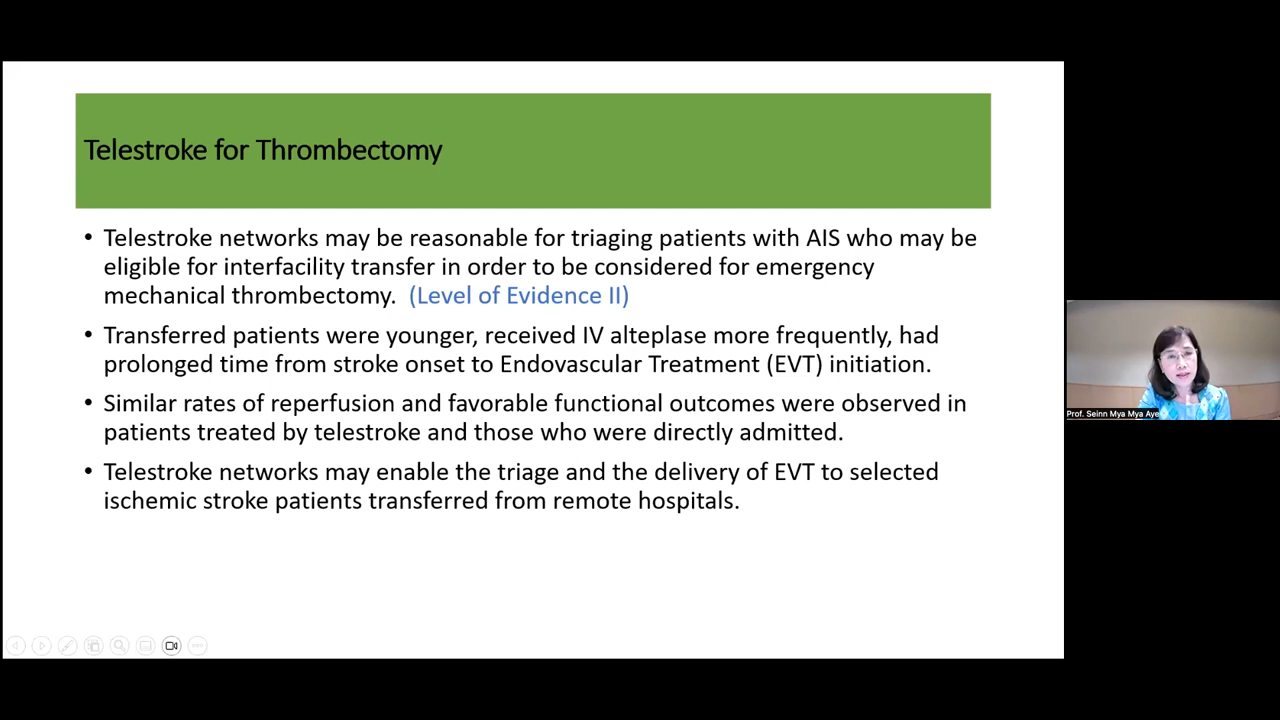 Telestroke for Thrombectomy
• Telestroke networks may be reasonable for triaging patients with AIS who may be
eligible for interfacility transfer in order to be considered for emergency
mechanical thrombectomy. (Level of Evidence II)
• Transferred patients were younger, received IV alteplase more frequently, had
prolonged time from stroke onset to Endovascular Treatment (EVT) initiation.
• Similar rates of reperfusion and favorable functional outcomes were observed in
patients treated by telestroke and those who were directly admitted.
• Telestroke networks may enable the triage and the delivery of EVT to selected
ischemic stroke patients transferred from remote hospitals.
Prof. Seinn Mya Mya Aye